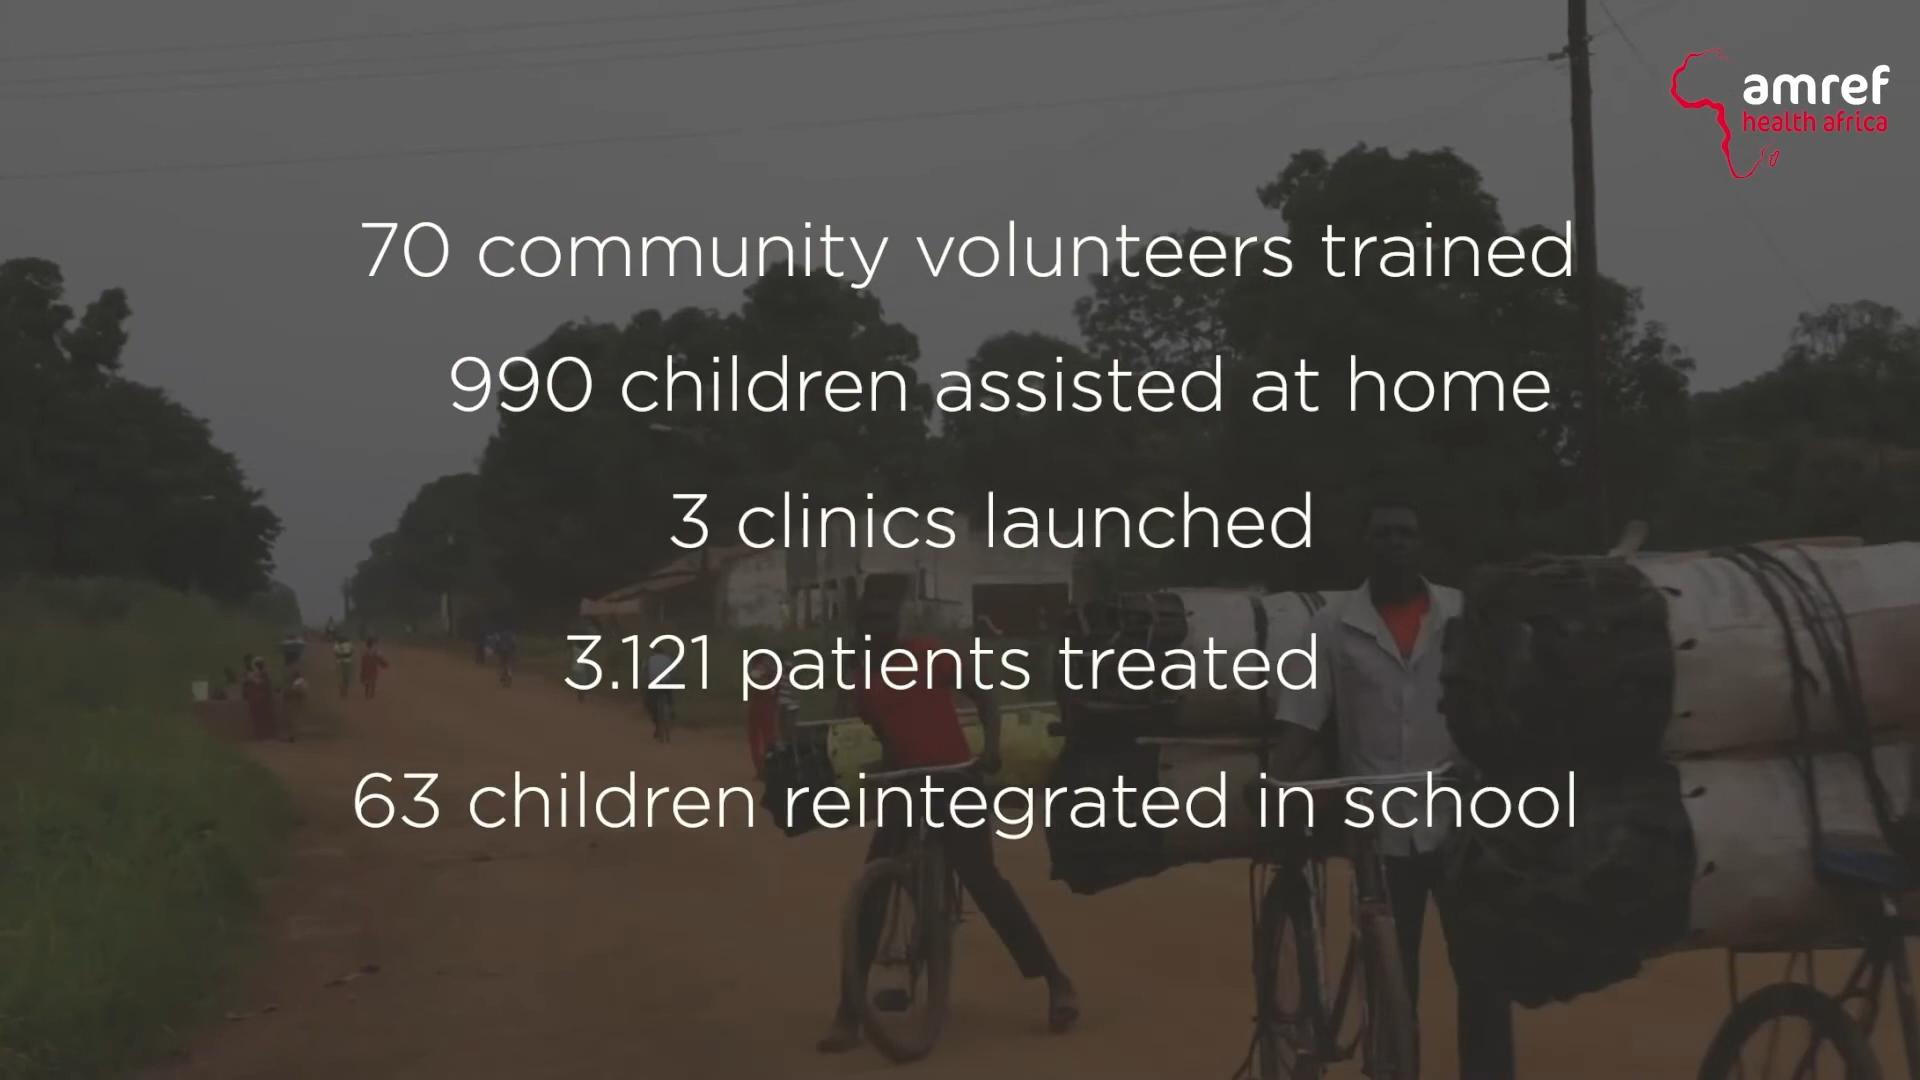 amref
health africa
70 community volunteers trained
990 children assisted at home
3 clinics launched
3.121 patients treated
63 children reintegrated in school